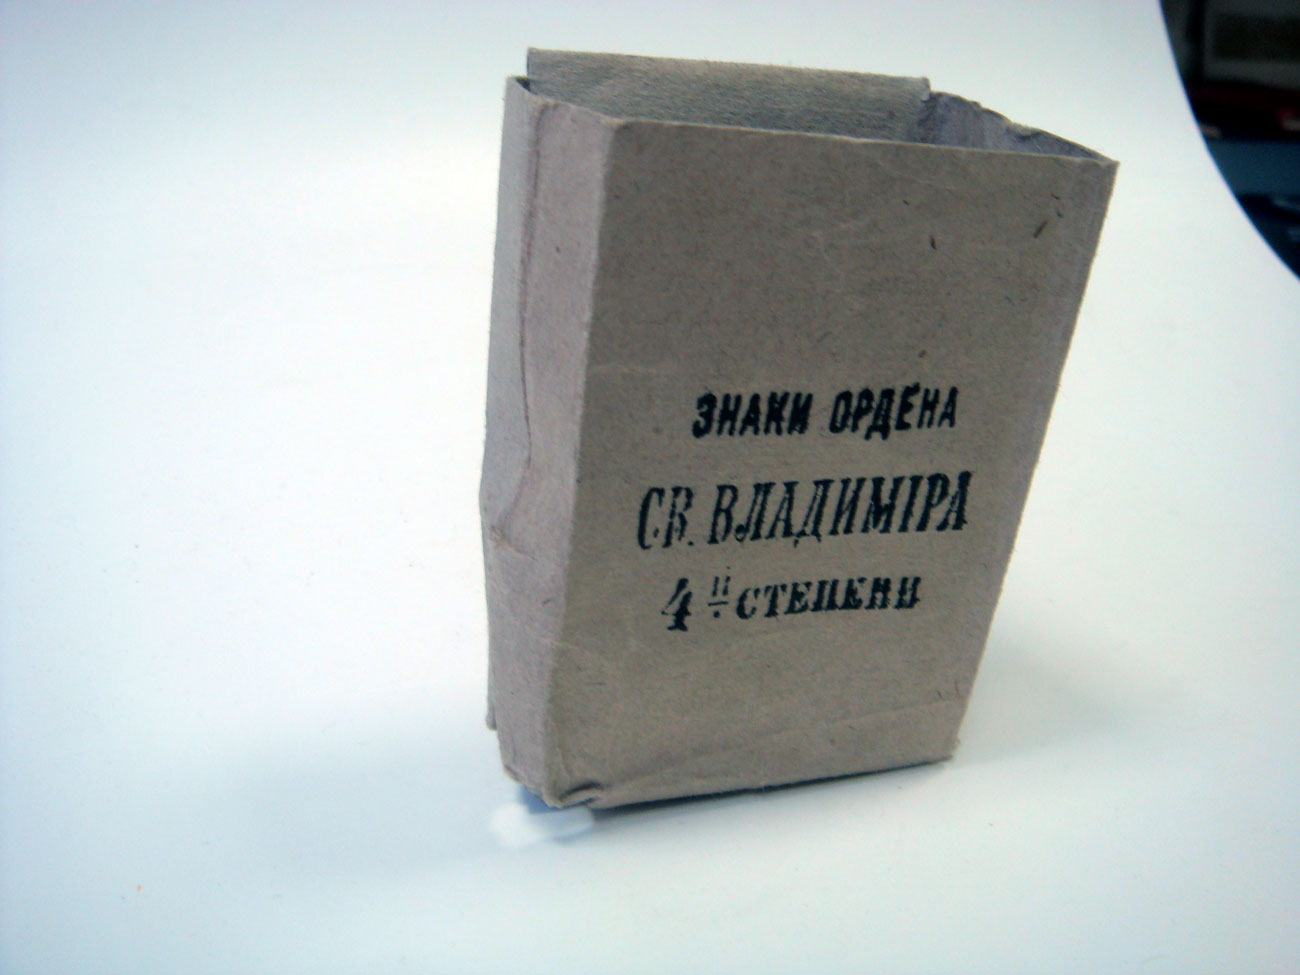 ЗНАКИ ОРДЕНА
СВ. ВЛАДИМІРА
4й СТЕПЕНИ